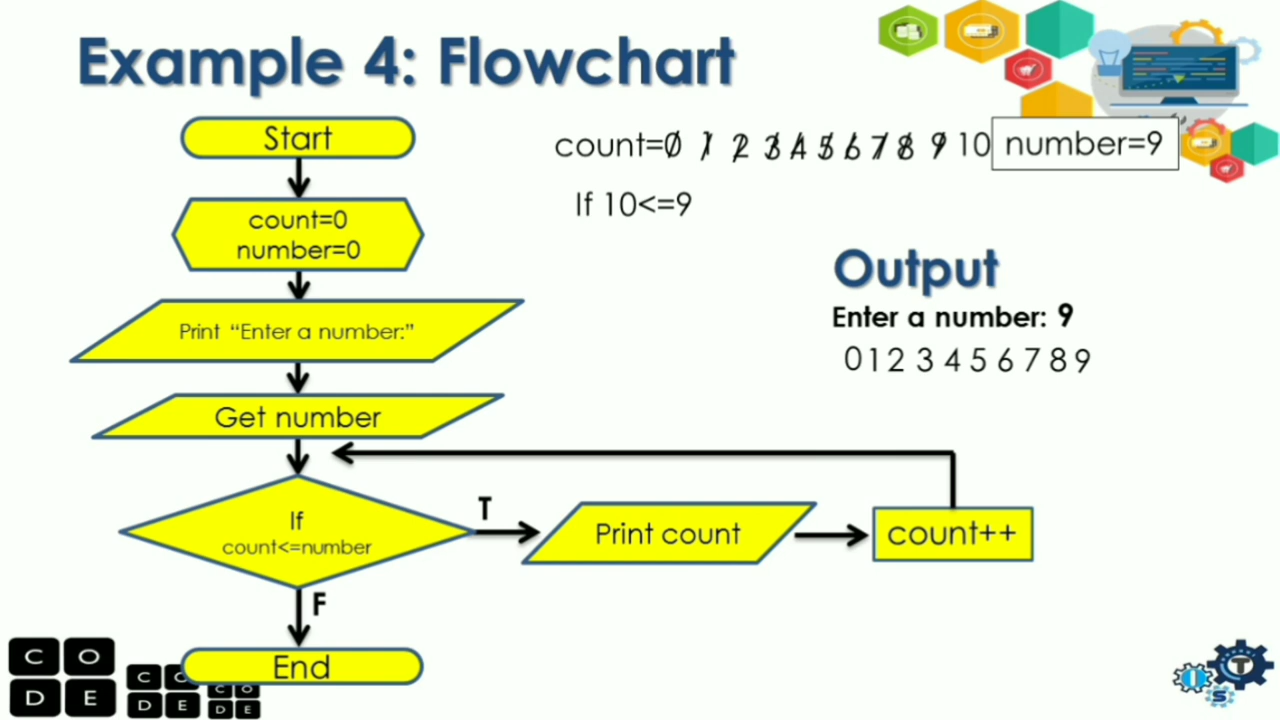 Example 4: Flowchart
Start
count=0 1 2 3 4 5 6 7 8 9 10
number=9
count=0
number=0
If 10<=9
Output
Enter a number: 9
0 1 2 3 4 5 6 7 8 9
Print “Enter a number:”
Get number
If
count<=number
T
Print count
count++
F
End
C O
D E
C O
D E
C O
D E
I T
S